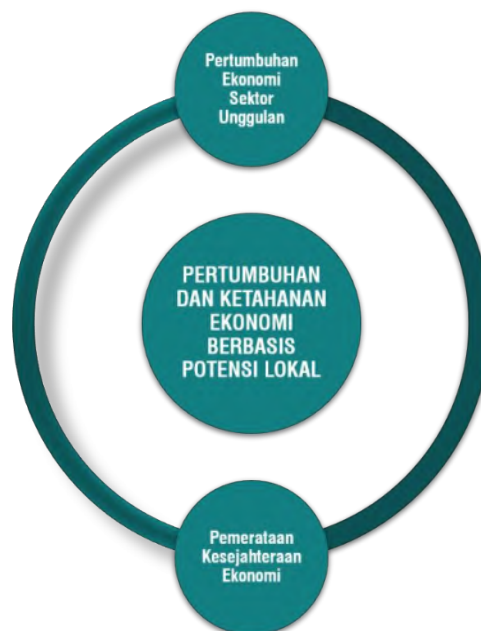 Pertumbuhan
Ekonomi
Sektor
Unggulan
PERTUMBUHAN
DAN KETAHANAN
EKONOMI
BERBASIS
POTENSI LOKAL
Pemerataan
Kesejahteraan
Ekonomi